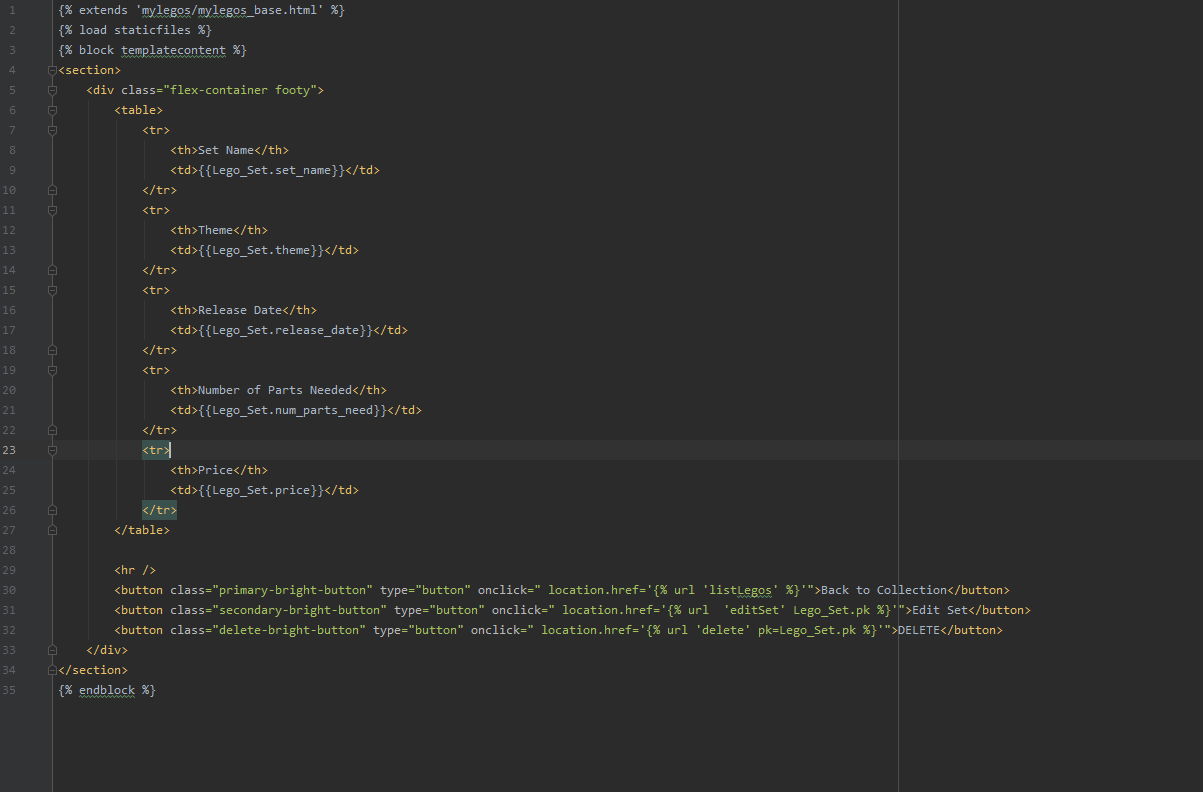 1 {% extends 'mylegos/mylegos_base.html' %}
2 {% load staticfiles %}
3 {% block templatecontent %}
4 <section>
5     <div class="flex-container footy">
6         <table>
7             <tr>
8                 <th>Set Name</th>
9                 <td>{{Lego_Set.set_name}}</td>
10             </tr>
11             <tr>
12                 <th>Theme</th>
13                 <td>{{Lego_Set.theme}}</td>
14             </tr>
15             <tr>
16                 <th>Release Date</th>
17                 <td>{{Lego_Set.release_date}}</td>
18             </tr>
19             <tr>
20                 <th>Number of Parts Needed</th>
21                 <td>{{Lego_Set.num_parts_need}}</td>
22             </tr>
23             <tr>
24                 <th>Price</th>
25                 <td>{{Lego_Set.price}}</td>
26             </tr>
27         </table>
28
29         <hr />
30         <button class="primary-bright-button" type="button" onclick=" location.href='{% url 'listLegos' %}'">Back to Collection</button>
31         <button class="secondary-bright-button" type="button" onclick=" location.href='{% url  'editSet' Lego_Set.pk %}'">Edit Set</button>
32         <button class="delete-bright-button" type="button" onclick=" location.href='{% url 'delete' pk=Lego_Set.pk %}'">DELETE</button>
33     </div>
34 </section>
35 {% endblock %}